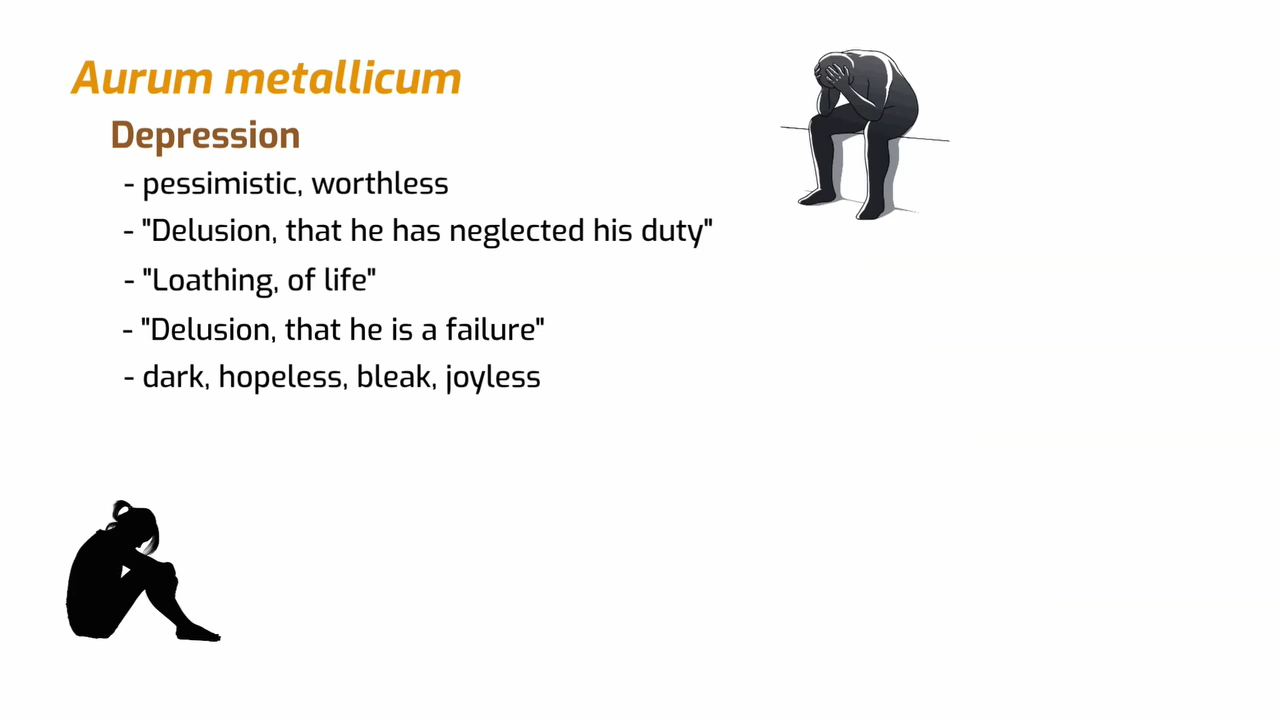 Aurum metallicum
Depression
- pessimistic, worthless
- "Delusion, that he has neglected his duty"
- "Loathing, of life"
- "Delusion, that he is a failure"
- dark, hopeless, bleak, joyless